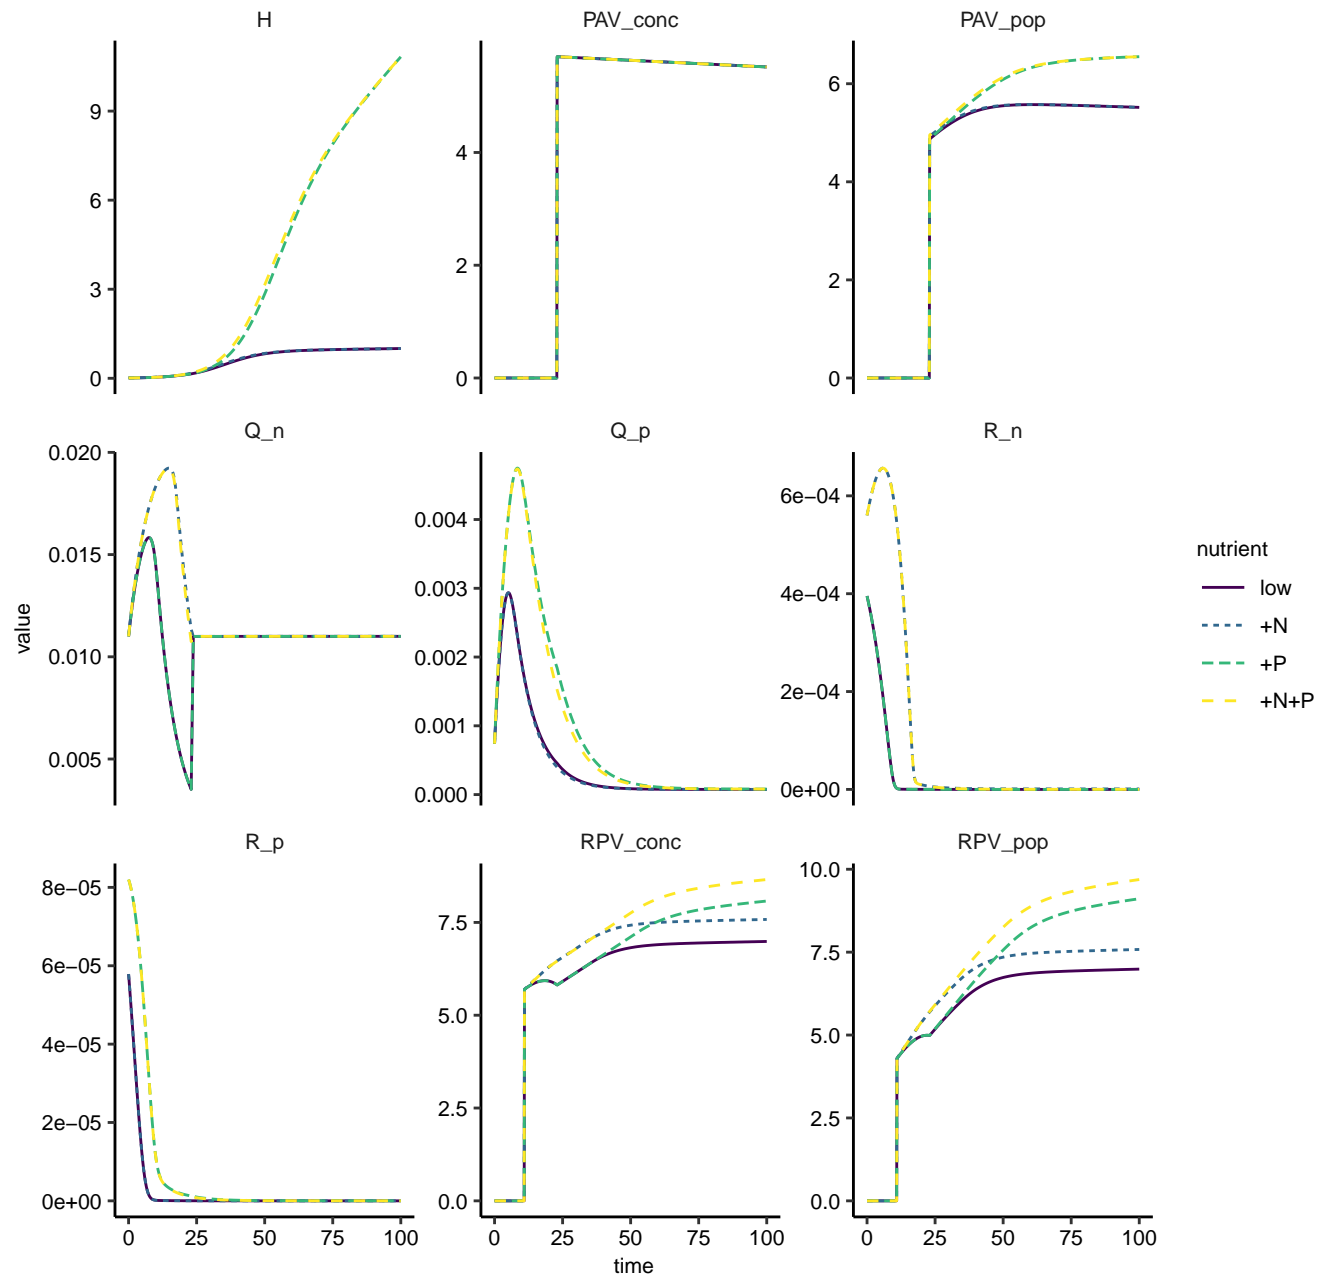 H
PAV_conc
PAV_pop
9
6
3
0
4
2
0
6
4
2
0
Q_n
Q_p
R_n
0.020
0.015
0.010
0.005
0.004
0.003
0.002
0.001
0.000
6e−04
4e−04
2e−04
0e+00
value
nutrient
low
+N
+P
+N+P
R_p
RPV_conc
RPV_pop
8e−05
6e−05
4e−05
2e−05
0e+00
7.5
5.0
2.5
0.0
10.0
7.5
5.0
2.5
0.0
0 25 50 75 100
0 25 50 75 100
0 25 50 75 100
time